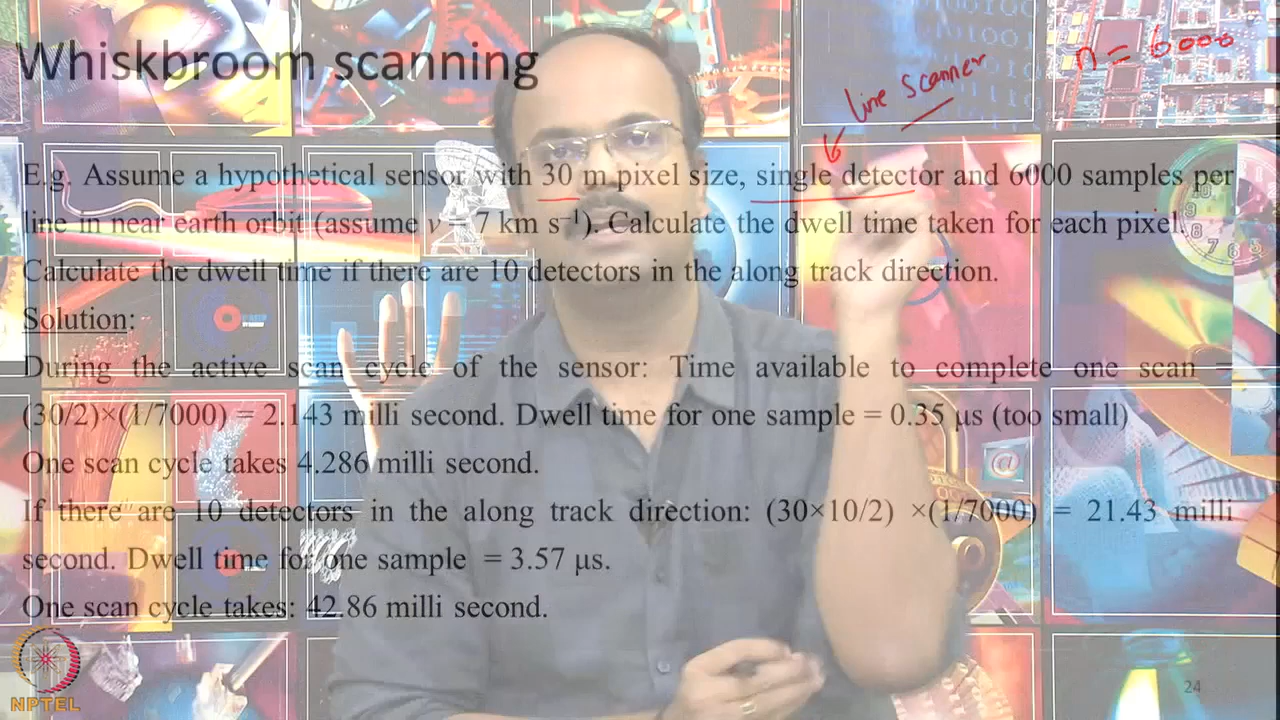 Whiskbroom scanning
line scanner
n = 6000
E.g. Assume a hypothetical sensor with 30 m pixel size, single detector and 6000 samples per
line in near earth orbit (assume v = 7 km s⁻¹). Calculate the dwell time taken for each pixel.
Calculate the dwell time if there are 10 detectors in the along track direction.
Solution:
During the active scan cycle of the sensor: Time available to complete one scan =
(30/2)×(1/7000) = 2.143 milli second. Dwell time for one sample = 0.35 μs (too small)
One scan cycle takes 4.286 milli second.
If there are 10 detectors in the along track direction: (30×10/2) ×(1/7000) = 21.43 milli
second. Dwell time for one sample = 3.57 μs.
One scan cycle takes: 42.86 milli second.
NPTEL
24